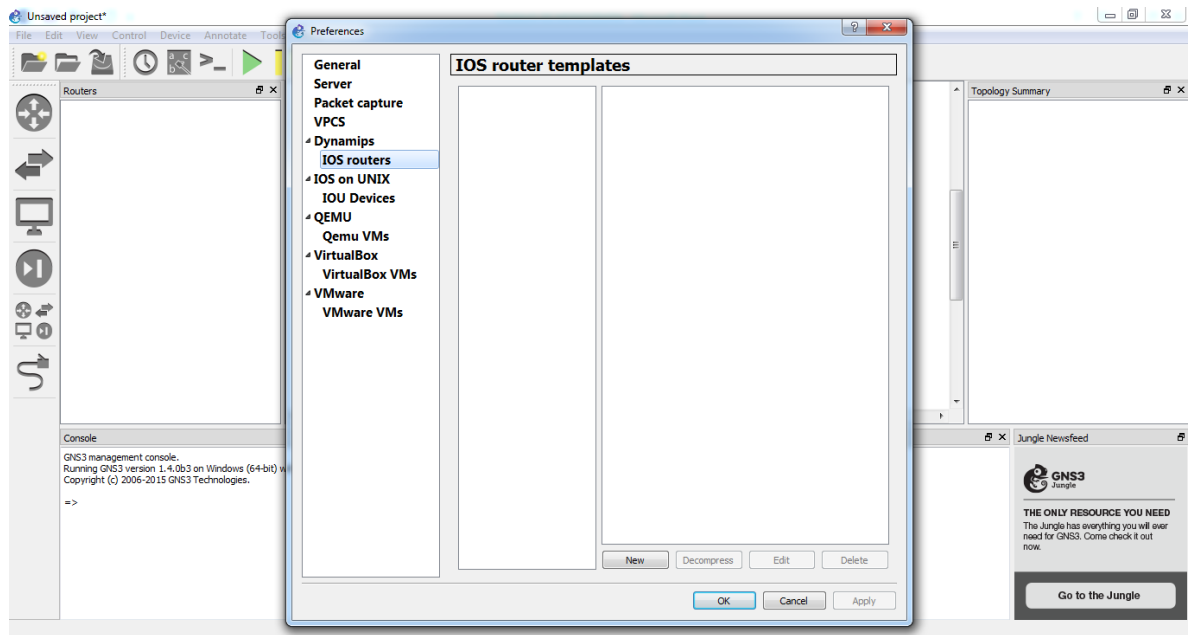 Unsaved project*
File Edit View Control Device Annotate Tools
Preferences
?
General
Server
Packet capture
VPCS
Dynamips
IOS routers
IOS on UNIX
IOU Devices
QEMU
Qemu VMs
VirtualBox
VirtualBox VMs
VMware
VMware VMs
IOS router templates
New Decompress Edit Delete
OK Cancel Apply
Routers
Topology Summary
Console
GNS3 management console.
Running GNS3 version 1.4.0b3 on Windows (64-bit)
Copyright (c) 2006-2015 GNS3 Technologies.
=>
Jungle Newsfeed
GNS3
Jungle
THE ONLY RESOURCE YOU NEED
The Jungle has everything you will ever
need for GNS3. Come check it out
now.
Go to the Jungle